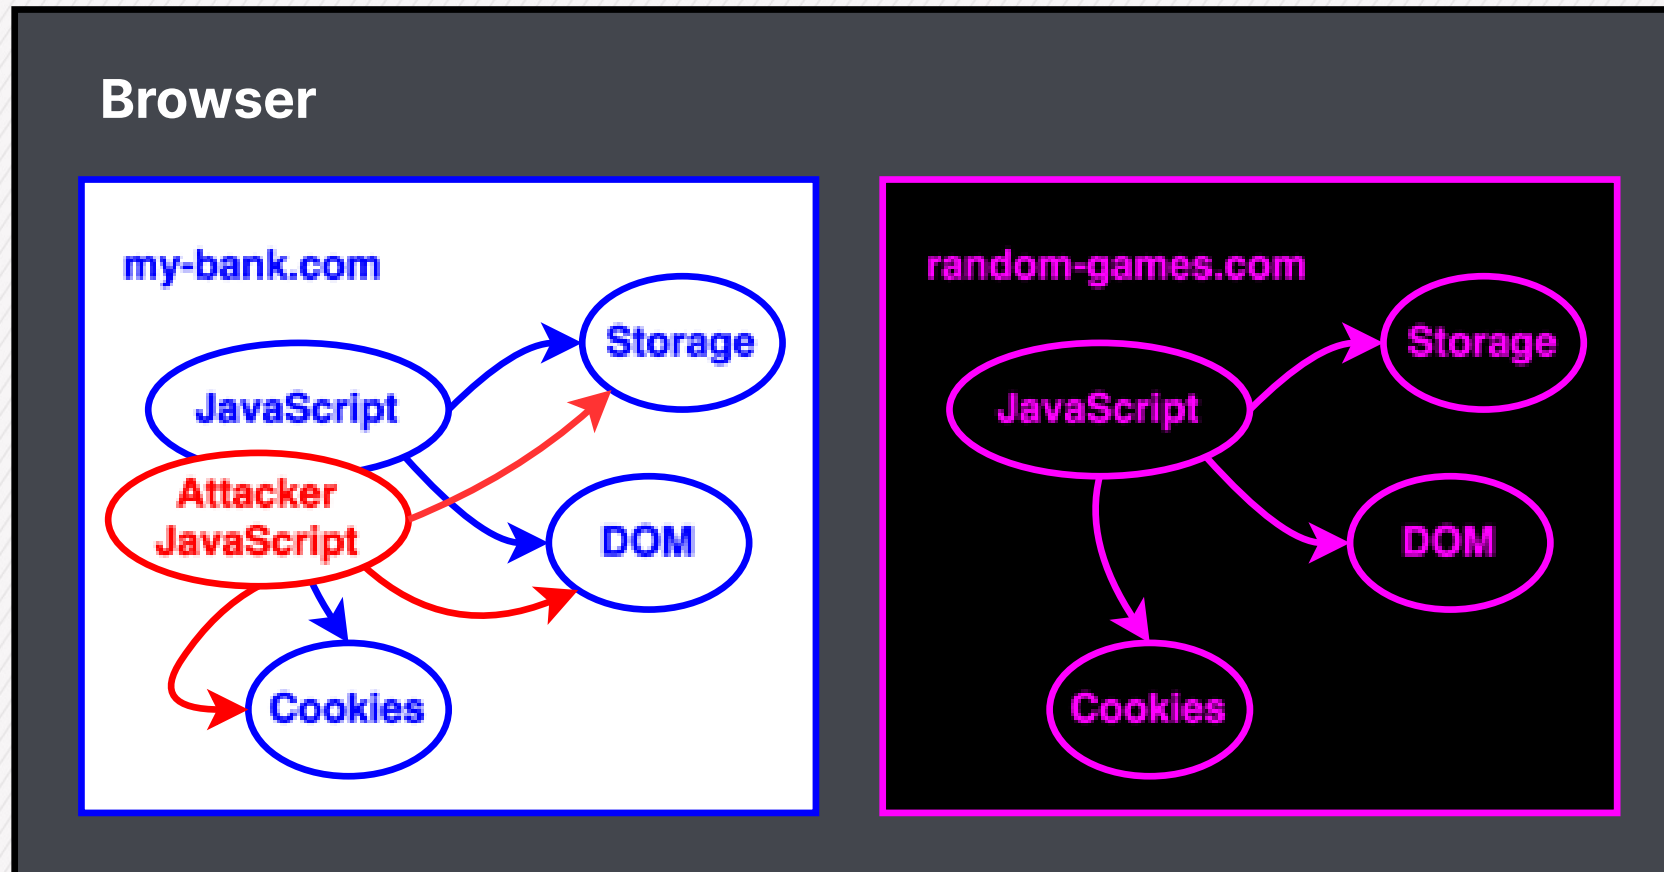 Browser
my-bank.com
Storage
JavaScript
Attacker
JavaScript
DOM
Cookies
random-games.com
Storage
JavaScript
DOM
Cookies